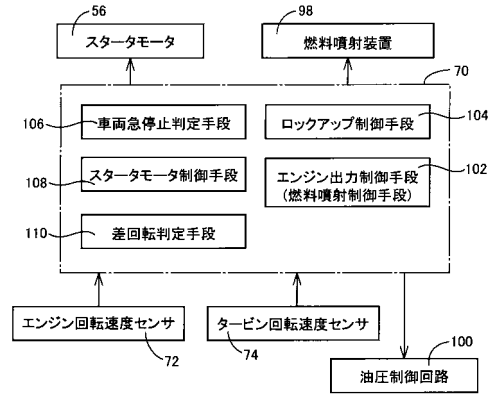 56
98
スタータモータ
燃料噴射装置
70
106
車両急停止判定手段
ロックアップ制御手段
104
スタータモータ制御手段
108
エンジン出力制御手段
(燃料噴射制御手段)
102
110
差回転判定手段
エンジン回転速度センサ
タービン回転速度センサ
72
74
100
油圧制御回路